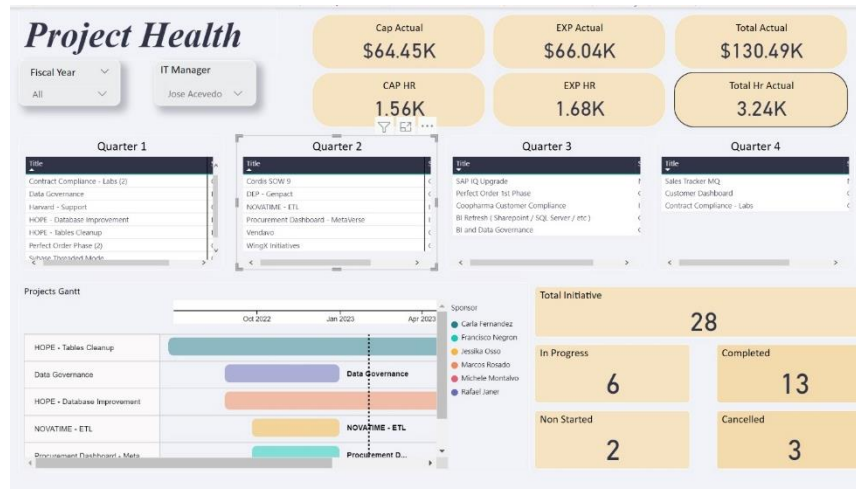 Project Health
Cap Actual
$64.45K
EXP Actual
$66.04K
Total Actual
$130.49K
Fiscal Year
All
IT Manager
Jose Acevedo
CAP HR
1.56K
EXP HR
1.68K
Total Hr Actual
3.24K
Quarter 1
Title
Contract Compliance - Labs (2)
Data Governance
Harvard - Support
HOPE - Database Improvement
HOPE - Tables Cleanup
Perfect Order Phase (2)
Sybase Threaded Mode
Quarter 2
Title
Cordis SOW 9
DEP - Genpact
NOVATIME - ETL
Procurement Dashboard - MetaVerse
Vendavo
WingX Initiatives
Quarter 3
Title
SAP IQ Upgrade
Perfect Order 1st Phase
Coopharma Customer Compliance
BI Refresh ( Sharepoint / SQL Server / etc )
BI and Data Governance
Quarter 4
Title
Sales Tracker MQ
Customer Dashboard
Contract Compliance - Labs
Projects Gantt
Oct 2022
Jan 2023
Apr 2023
HOPE - Tables Cleanup
Data Governance
Data Governance
HOPE - Database Improvement
NOVATIME - ETL
NOVATIME - ETL
Procurement Dashboard - Meta
Procurement D...
Sponsor
Carla Fernandez
Francisco Negron
Jessika Osso
Marcos Rosado
Michele Montalvo
Rafael Janer
Total Initiative
28
In Progress
6
Completed
13
Non Started
2
Cancelled
3